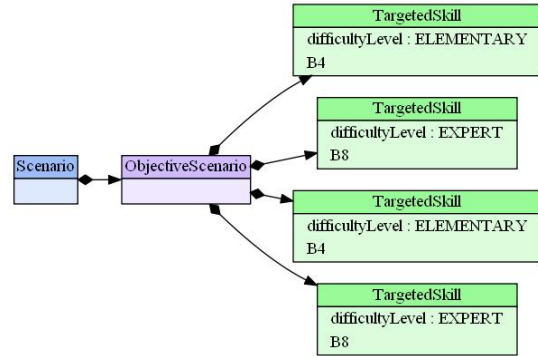 TargetedSkill
difficultyLevel : ELEMENTARY
B4
TargetedSkill
difficultyLevel : EXPERT
B8
Scenario
ObjectiveScenario
TargetedSkill
difficultyLevel : ELEMENTARY
B4
TargetedSkill
difficultyLevel : EXPERT
B8